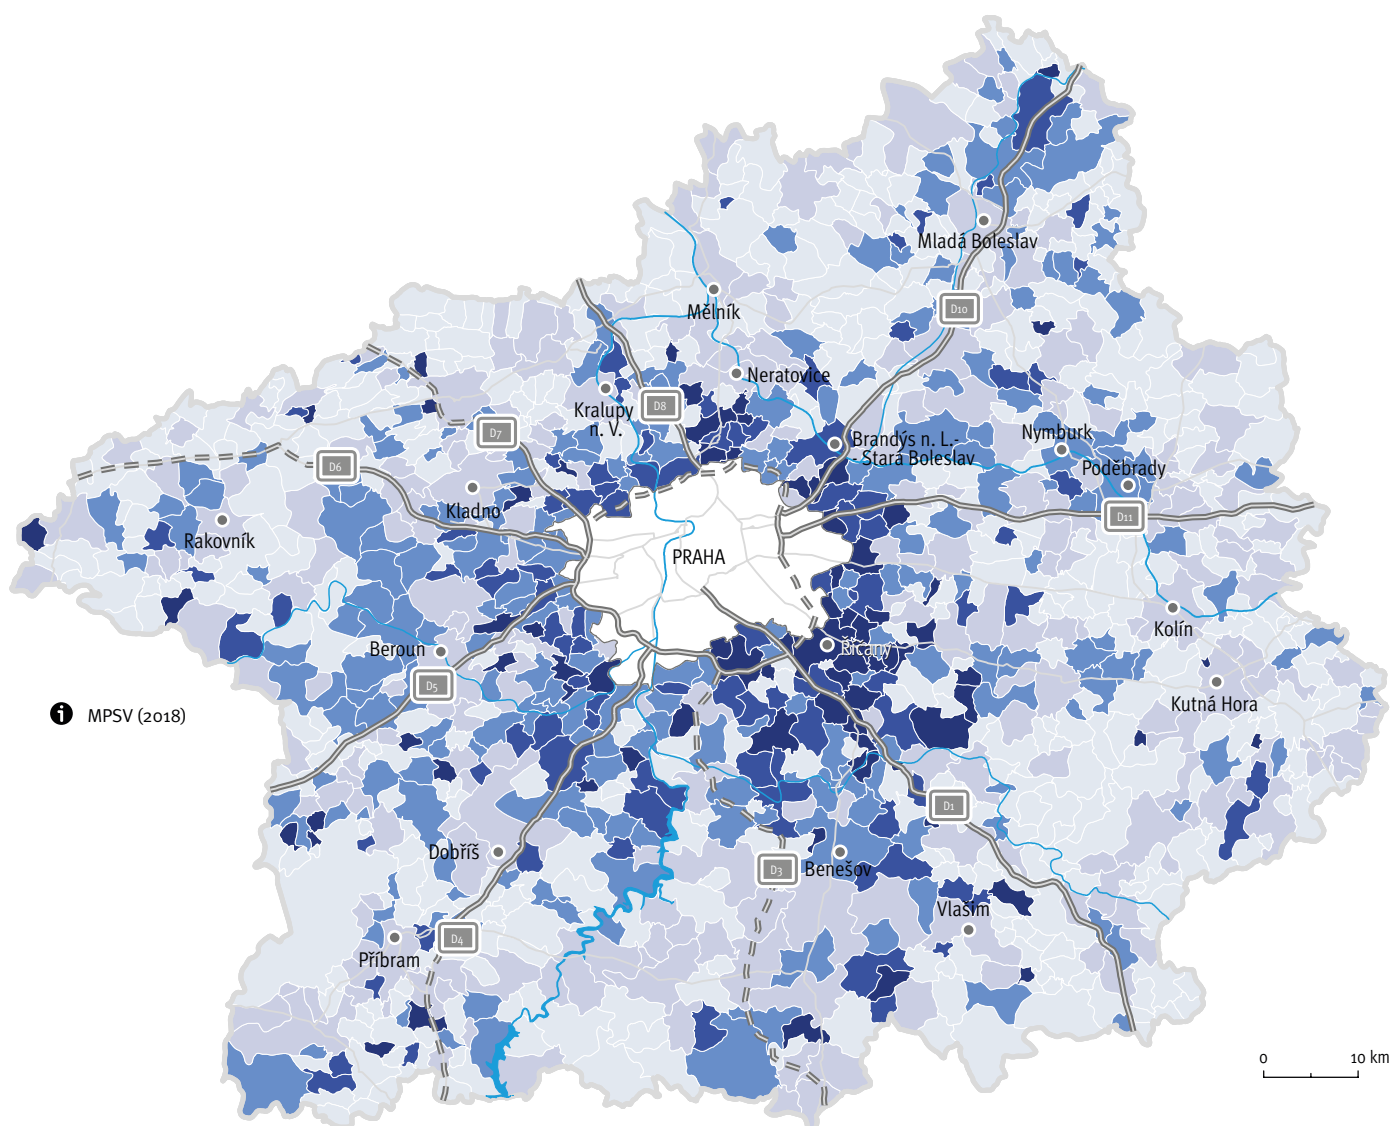 Mladá Boleslav
D10
Mělník
Neratovice
Kralupy
n. V.
D8
D7
Brandýs n. L.-
- Stará Boleslav
Nymburk
Poděbrady
D6
Kladno
D11
Rakovník
PRAHA
Kolín
Beroun
Říčany
D5
Kutná Hora
MPSV (2018)
D1
Dobříš
D3
Benešov
Vlašim
D4
Příbram
0 10 km